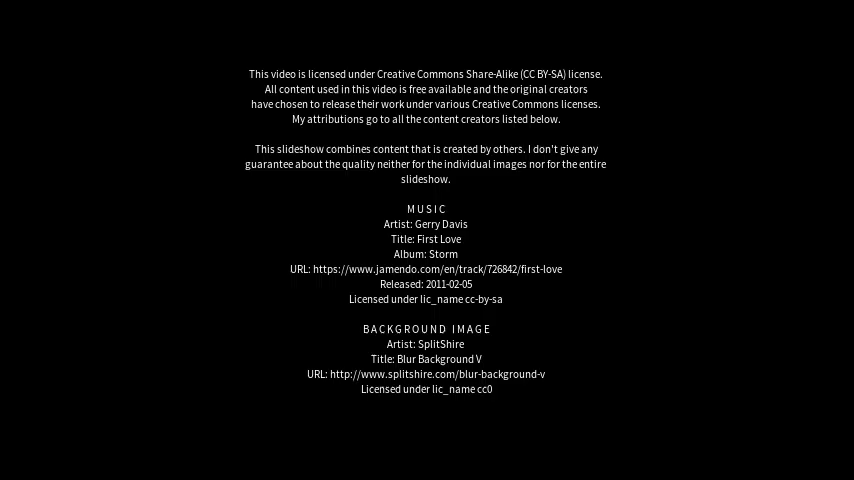 This video is licensed under Creative Commons Share-Alike (CC BY-SA) license.
All content used in this video is free available and the original creators
have chosen to release their work under various Creative Commons licenses.
My attributions go to all the content creators listed below.
This slideshow combines content that is created by others. I don't give any
guarantee about the quality neither for the individual images nor for the entire
slideshow.
MUSIC
Artist: Gerry Davis
Title: First Love
Album: Storm
URL: https://www.jamendo.com/en/track/726842/first-love
Released: 2011-02-05
Licensed under lic_name cc-by-sa
BACKGROUND IMAGE
Artist: SplitShire
Title: Blur Background V
URL: http://www.splitshire.com/blur-background-v
Licensed under lic_name cc0